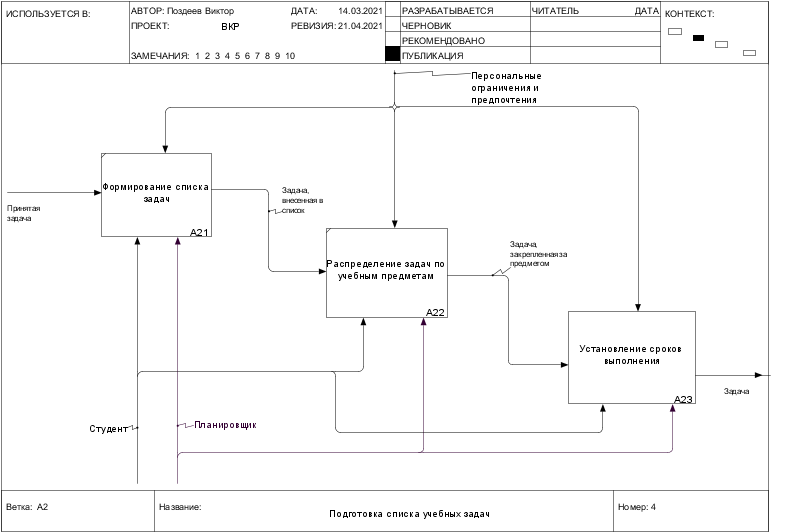 ИСПОЛЬЗУЕТСЯ В:
АВТОР: Поздеев Виктор
ДАТА: 14.03.2021
ПРОЕКТ: ВКР
РЕВИЗИЯ: 21.04.2021
ЗАМЕЧАНИЯ: 1 2 3 4 5 6 7 8 9 10
РАЗРАБАТЫВАЕТСЯ
ЧЕРНОВИК
РЕКОМЕНДОВАНО
ПУБЛИКАЦИЯ
ЧИТАТЕЛЬ
ДАТА
КОНТЕКСТ:
Персональные
ограничения и
предпочтения
Формирование списка
задач
A21
Принятая
задача
Задача,
внесенная в
список
Распределение задач по
учебным предметам
A22
Задача,
закрепленная за
предметом
Установление сроков
выполнения
A23
Задача
Студент
Планировщик
Ветка: A2
Название:
Подготовка списка учебных задач
Номер: 4